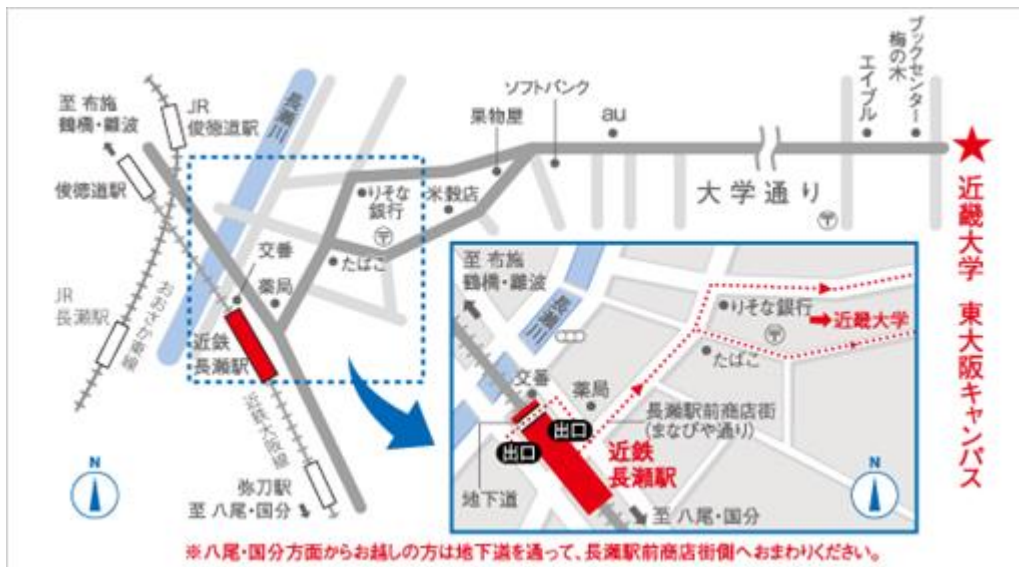 至 布施
鶴橋・難波
JR
俊徳道駅
俊徳道駅
長瀬川
JR
長瀬駅
おおさか東線
交番
薬局
近鉄
長瀬駅
近鉄大阪線
弥刀駅
至 八尾・国分
N
りそな
銀行
〒
たばこ
米穀店
果物屋
ソフトバンク
au
大学通り
〒
エイブル
ブックセンター
梅の木
★
近畿大学 東大阪キャンパス
至 布施
鶴橋・難波
長瀬川
りそな銀行
〒
➡近畿大学
たばこ
交番
薬局
長瀬駅前商店街
(まなびや通り)
出口
出口
近鉄
長瀬駅
地下道
至 八尾・国分
N
※八尾・国分方面からお越しの方は地下道を通って、長瀬駅前商店街側へおまわりください。